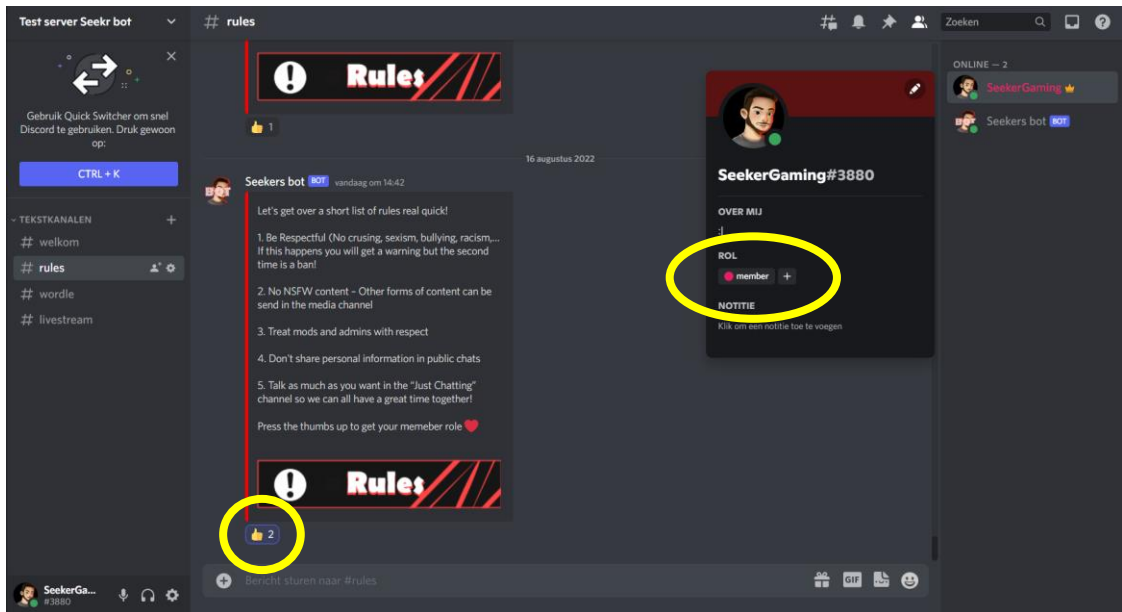 Test server Seekr bot
Gebruik Quick Switcher om snel
Discord te gebruiken. Druk gewoon
op:
CTRL + K
TEKSTKANALEN
# welkom
# rules
# wordle
# livestream
SeekerGa...
#3880
# rules
Rules
👍 1
16 augustus 2022
Seekers bot BOT vandaag om 14:42
BOT
Let's get over a short list of rules real quick!
1. Be Respectful (No crusing, sexism, bullying, racism,...
If this happens you will get a warning but the second
time is a ban!
2. No NSFW content – Other forms of content can be
send in the media channel
3. Treat mods and admins with respect
4. Don't share personal information in public chats
5. Talk as much as you want in the "Just Chatting"
channel so we can all have a great time together!
Press the thumbs up to get your memeber role ❤️
Rules
👍 2
Bericht sturen naar #rules
GIF
SeekerGaming#3880
OVER MIJ
:|
ROL
member +
NOTITIE
Klik om een notitie toe te voegen
Zoeken
ONLINE – 2
SeekerGaming
Seekers bot BOT
BOT